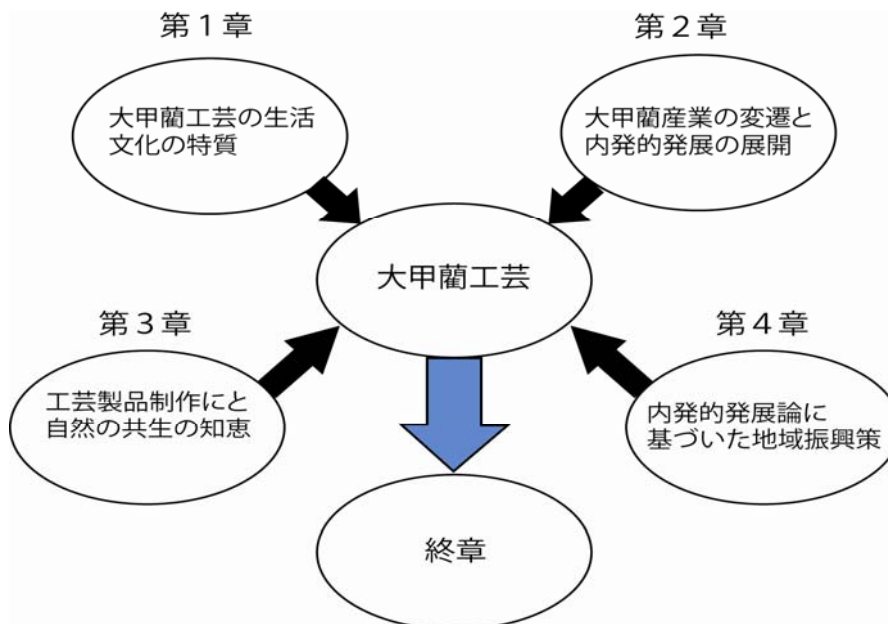 第1章
大甲藺工芸の生活
文化の特質
第2章
大甲藺産業の変遷と
内発的発展の展開
大甲藺工芸
第3章
工芸製品制作にと
自然の共生の知恵
第4章
内発的発展論に
基づいた地域振興策
終章